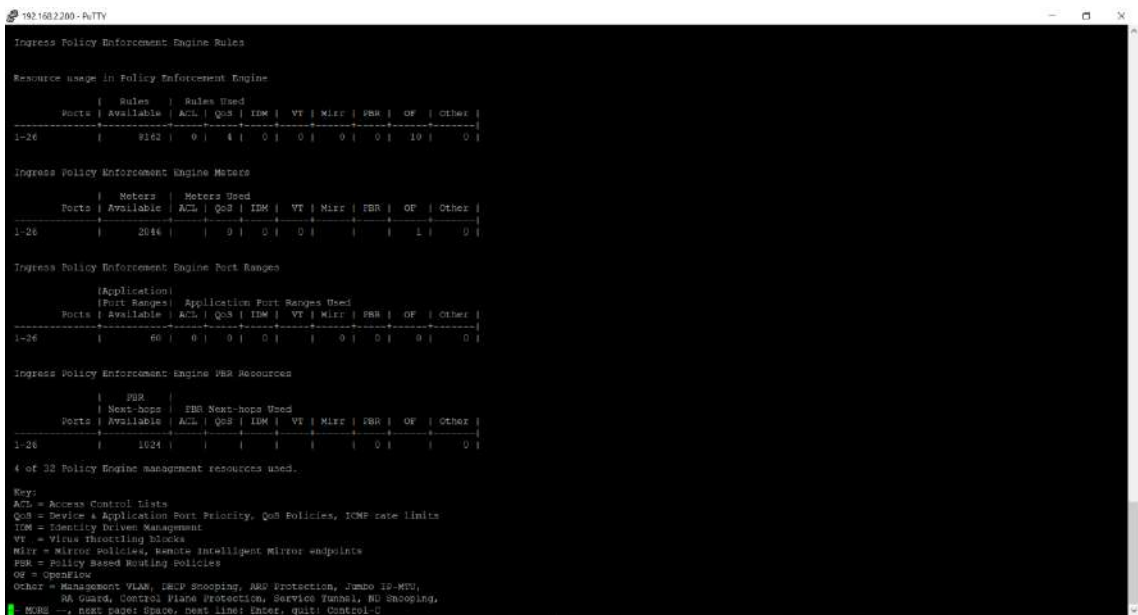 192.168.2.200 - PuTTY
Ingress Policy Enforcement Engine Rules
Resource usage in Policy Enforcement Engine
| Rules | Rules Used
Ports | Available | ACL | QoS | IDM | VT | Mirr | PBR | OF | Other |
---------------+-------------+-----+-----+-----+-----+------+-----+------+-------|
1-26 | 8162 | 0 | 4 | 0 | 0 | 0 | 0 | 10 | 0 |
Ingress Policy Enforcement Engine Meters
| Meters | Meters Used
Ports | Available | ACL | QoS | IDM | VT | Mirr | PBR | OF | Other |
---------------+-------------+-----+-----+-----+-----+------+-----+------+-------|
1-26 | 2046 | | 0 | 0 | 0 | | | 1 | 0 |
Ingress Policy Enforcement Engine Port Ranges
|Application|
|Port Ranges| Application Port Ranges Used
Ports | Available | ACL | QoS | IDM | VT | Mirr | PBR | OF | Other |
---------------+-------------+-----+-----+-----+-----+------+-----+------+-------|
1-26 | 60 | 0 | 0 | 0 | | 0 | 0 | 0 | 0 |
Ingress Policy Enforcement Engine PBR Resources
| PBR |
| Next-hops | PBR Next-hops Used
Ports | Available | ACL | QoS | IDM | VT | Mirr | PBR | OF | Other |
---------------+-------------+-----+-----+-----+-----+------+-----+------+-------|
1-26 | 1024 | | | | | | 0 | | 0 |
4 of 32 Policy Engine management resources used.
Key:
ACL = Access Control Lists
QoS = Device & Application Port Priority, QoS Policies, ICMP rate limits
IDM = Identity Driven Management
VT = Virus Throttling blocks
Mirr = Mirror Policies, Remote Intelligent Mirror endpoints
PBR = Policy Based Routing Policies
OF = OpenFlow
Other = Management VLAN, DHCP Snooping, ARP Protection, Jumbo IP-MTU,
RA Guard, Control Plane Protection, Service Tunnel, ND Snooping,
-- MORE --, next page: Space, next line: Enter, quit: Control-C